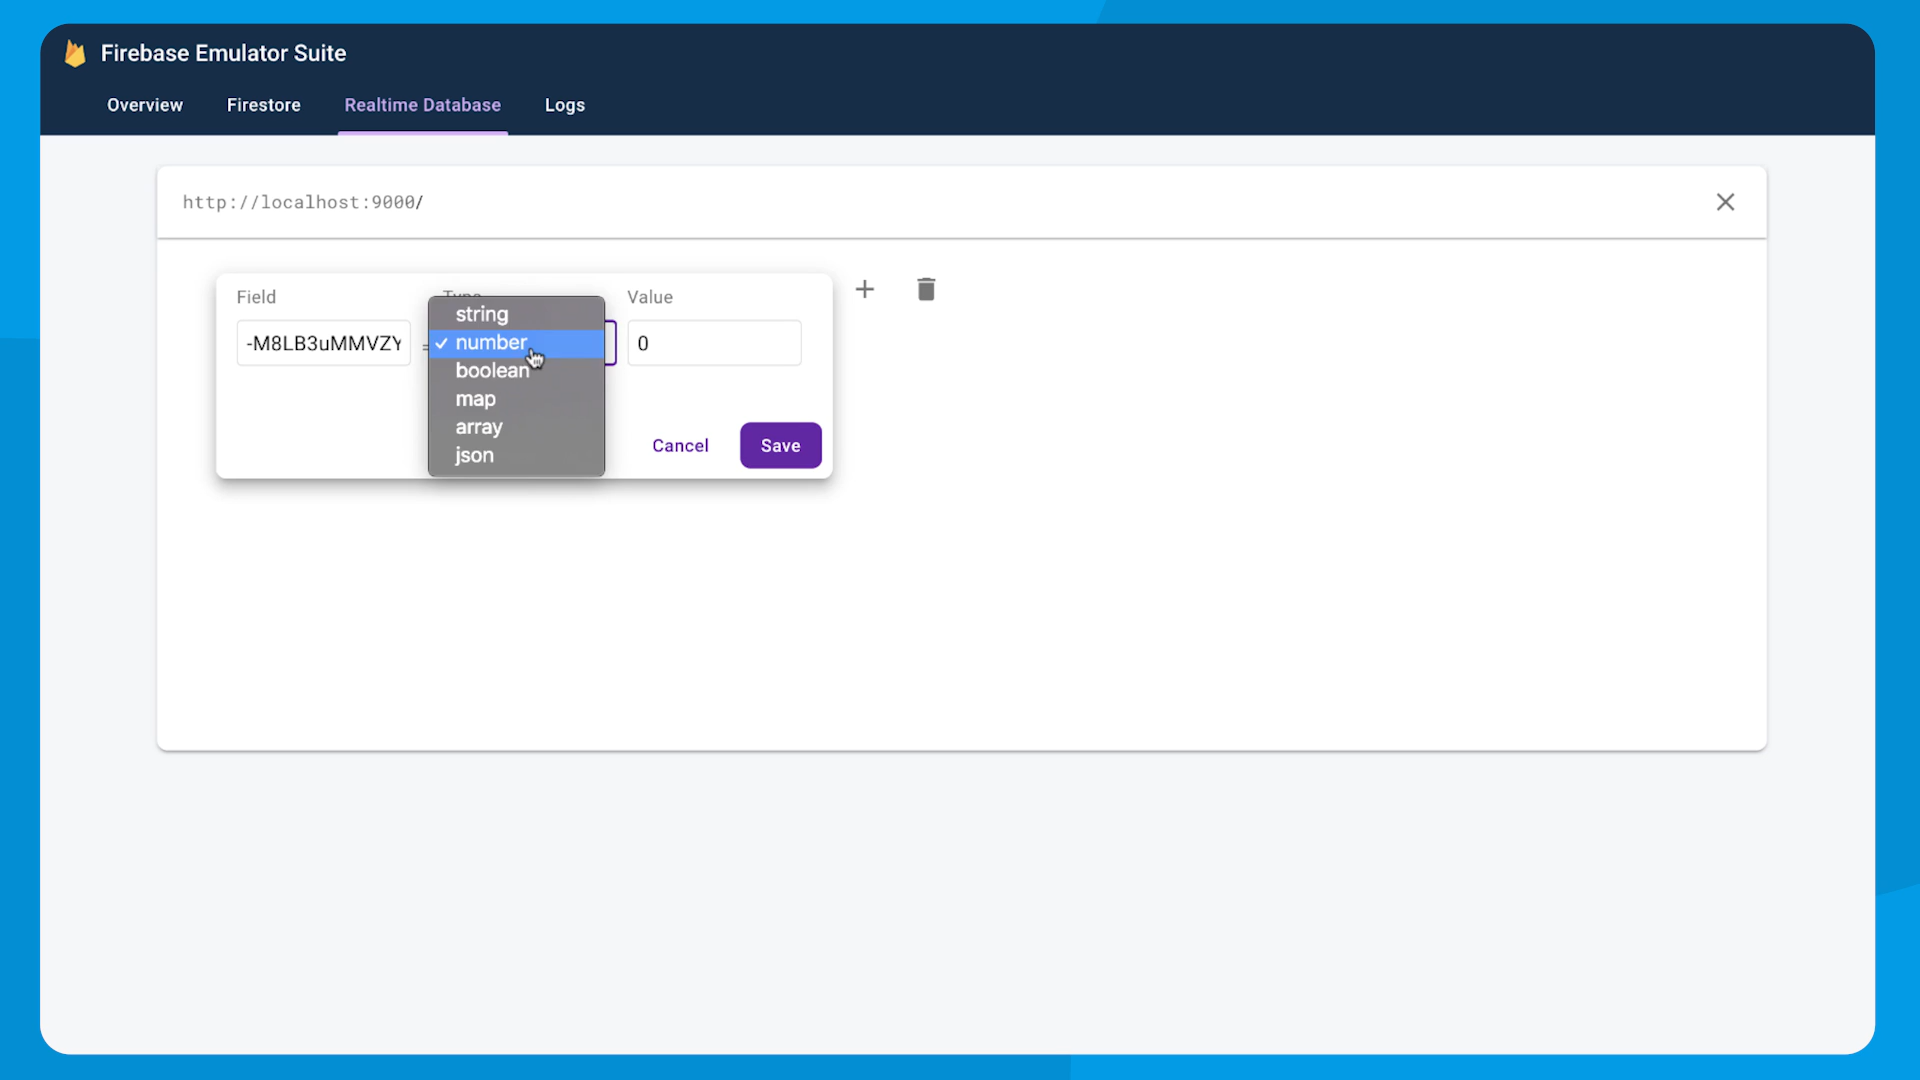 Firebase Emulator Suite
Overview Firestore Realtime Database Logs
http://localhost:9000/
Field Type Value
-M8LB3uMMVZY = 0
string
✓ number
boolean
map
array
json
Cancel Save